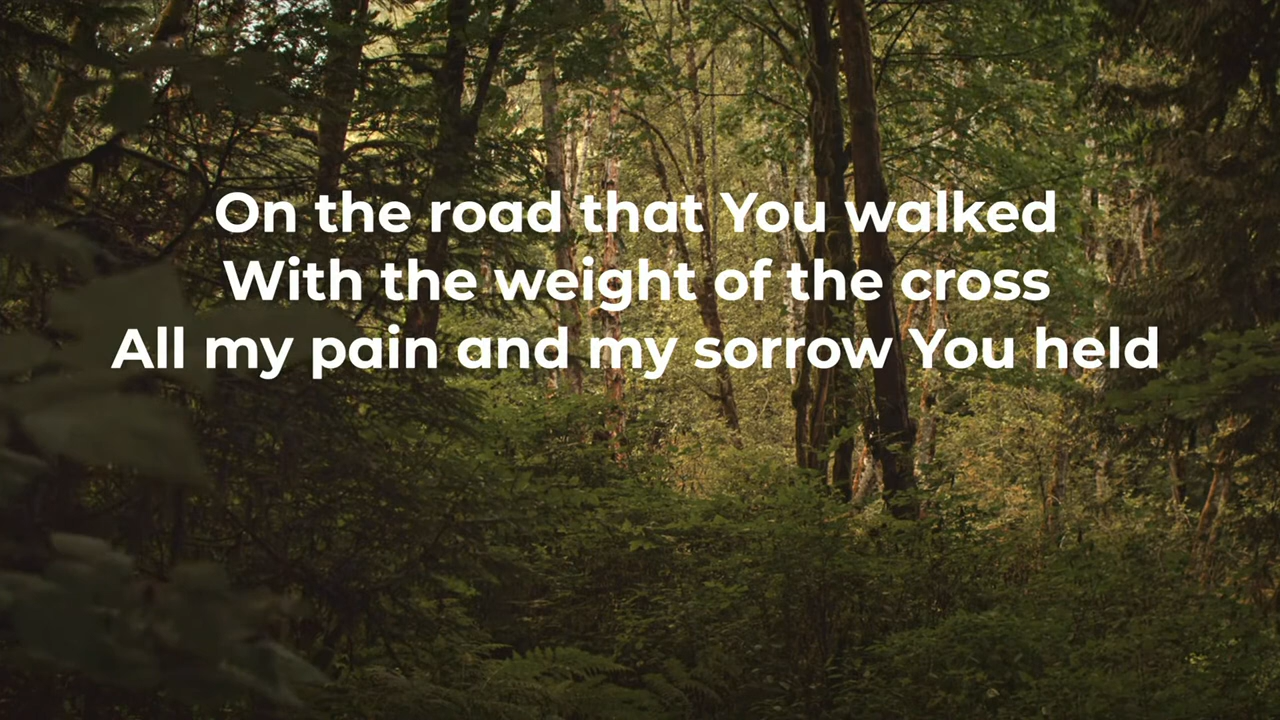 On the road that You walked
With the weight of the cross
All my pain and my sorrow You held